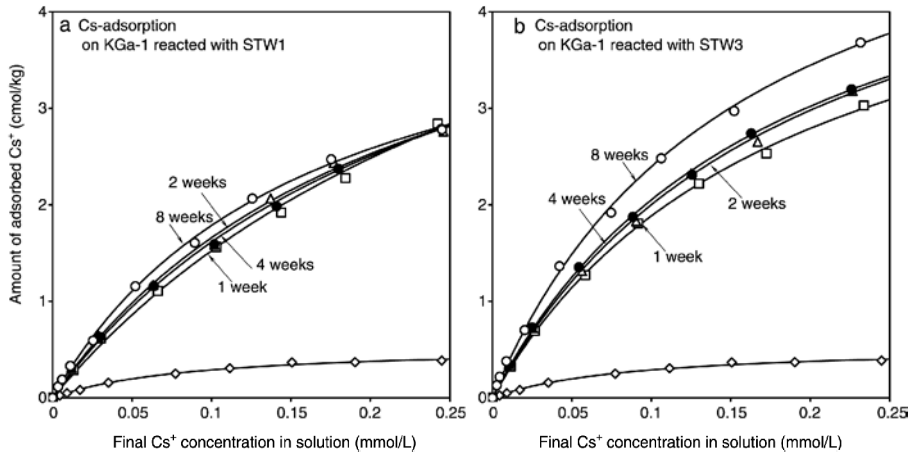 a Cs-adsorption
on KGa-1 reacted with STW1
Amount of adsorbed Cs⁺ (cmol/kg)
4
3
2
1
0
2 weeks
8 weeks
4 weeks
1 week
0 0.05 0.1 0.15 0.2 0.25
Final Cs⁺ concentration in solution (mmol/L)
b Cs-adsorption
on KGa-1 reacted with STW3
4
3
2
1
0
8 weeks
4 weeks
2 weeks
1 week
0 0.05 0.1 0.15 0.2 0.25
Final Cs⁺ concentration in solution (mmol/L)